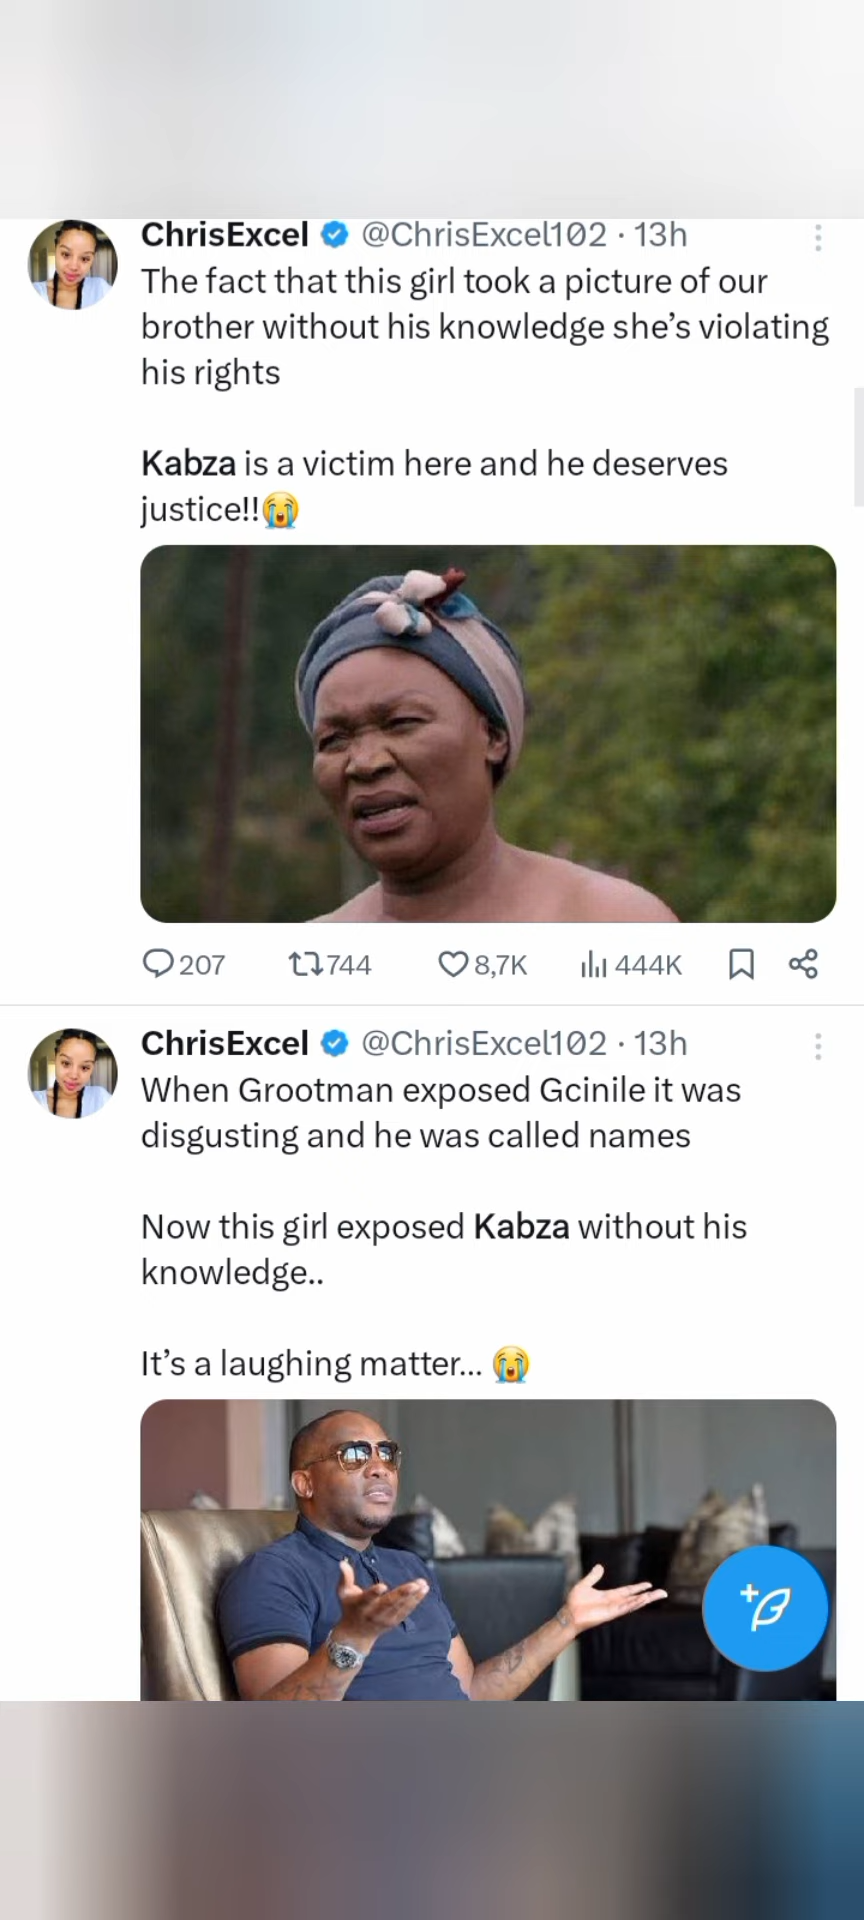 ChrisExcel @ChrisExcel102 · 13h
The fact that this girl took a picture of our
brother without his knowledge she’s violating
his rights
Kabza is a victim here and he deserves
justice!!😭
207 744 8,7K 444K
ChrisExcel @ChrisExcel102 · 13h
When Grootman exposed Gcinile it was
disgusting and he was called names
Now this girl exposed Kabza without his
knowledge..
It’s a laughing matter... 😭